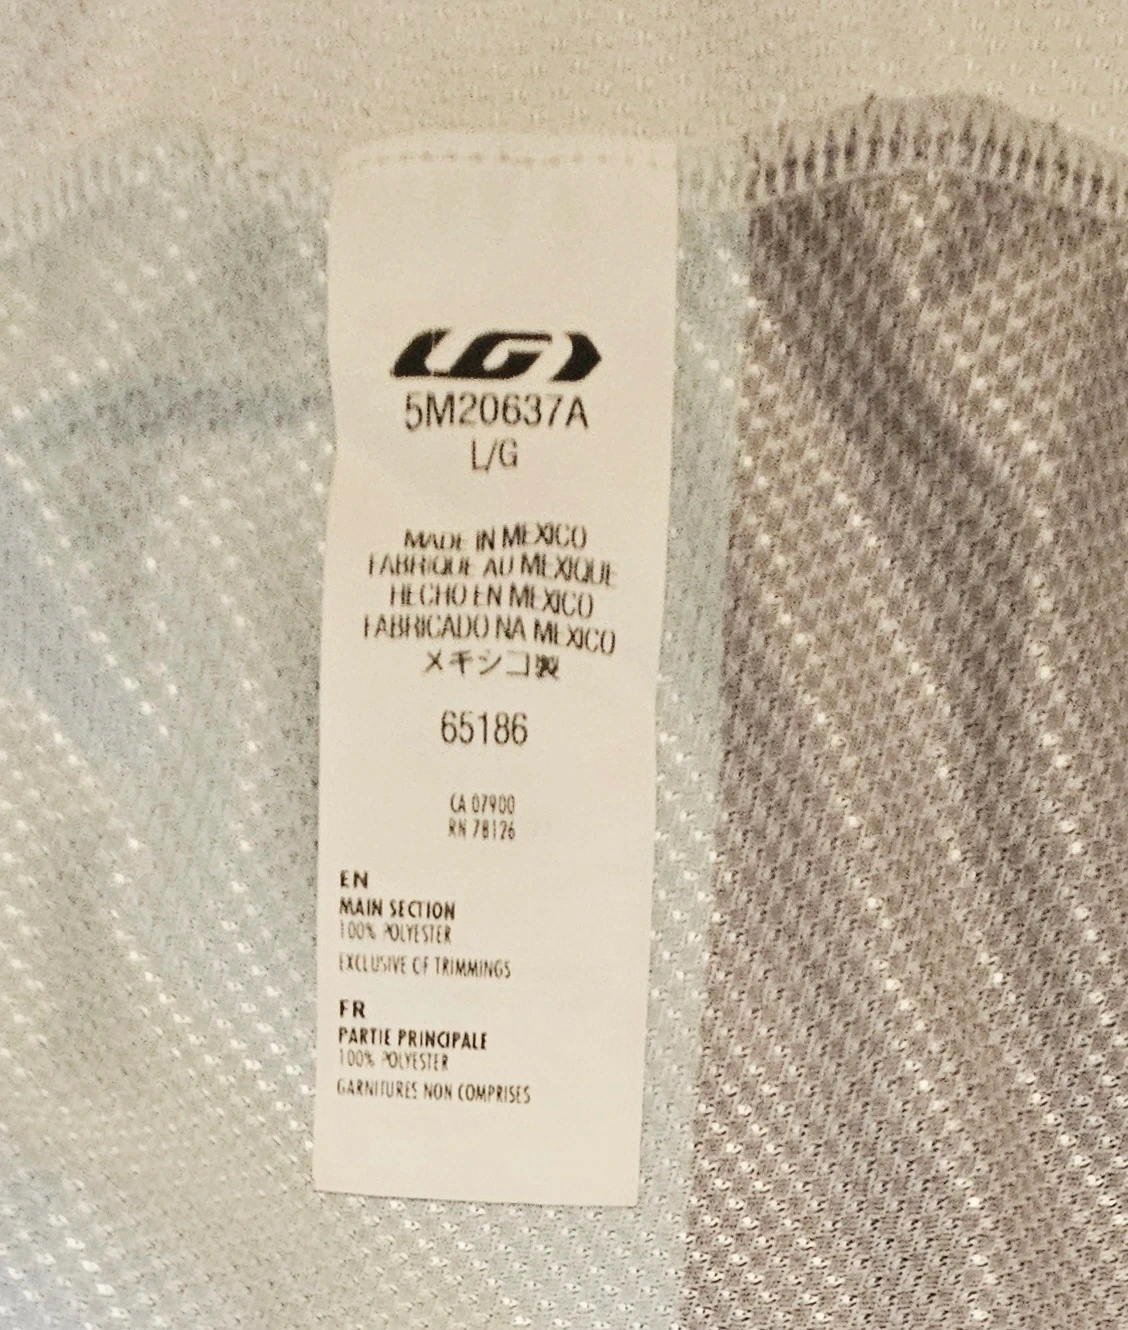 LG
5M20637A
L/G
MADE IN MEXICO
FABRIQUE AU MEXIQUE
HECHO EN MEXICO
FABRICADO NA MEXICO
メキシコ製
65186
CA 07900
RN 78126
EN
MAIN SECTION
100% POLYESTER
EXCLUSIVE OF TRIMMINGS
FR
PARTIE PRINCIPALE
100% POLYESTER
GARNITURES NON COMPRISES